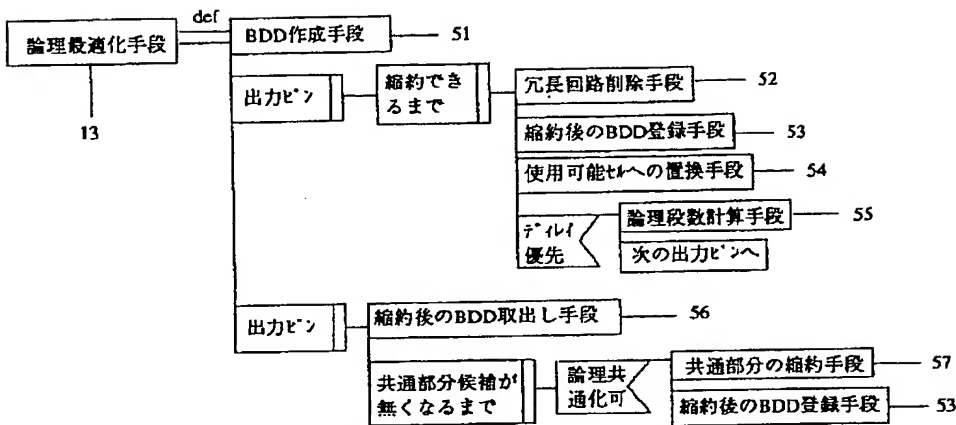 def
論理最適化手段
13
BDD作成手段
51
出力ピン
縮約でき
るまで
冗長回路削除手段
52
縮約後のBDD登録手段
53
使用可能セルへの置換手段
54
ディレイ
優先
論理段数計算手段
55
次の出力ピンへ
出力ピン
縮約後のBDD取出し手段
56
共通部分候補が
無くなるまで
論理共
通化可
共通部分の縮約手段
57
縮約後のBDD登録手段
53